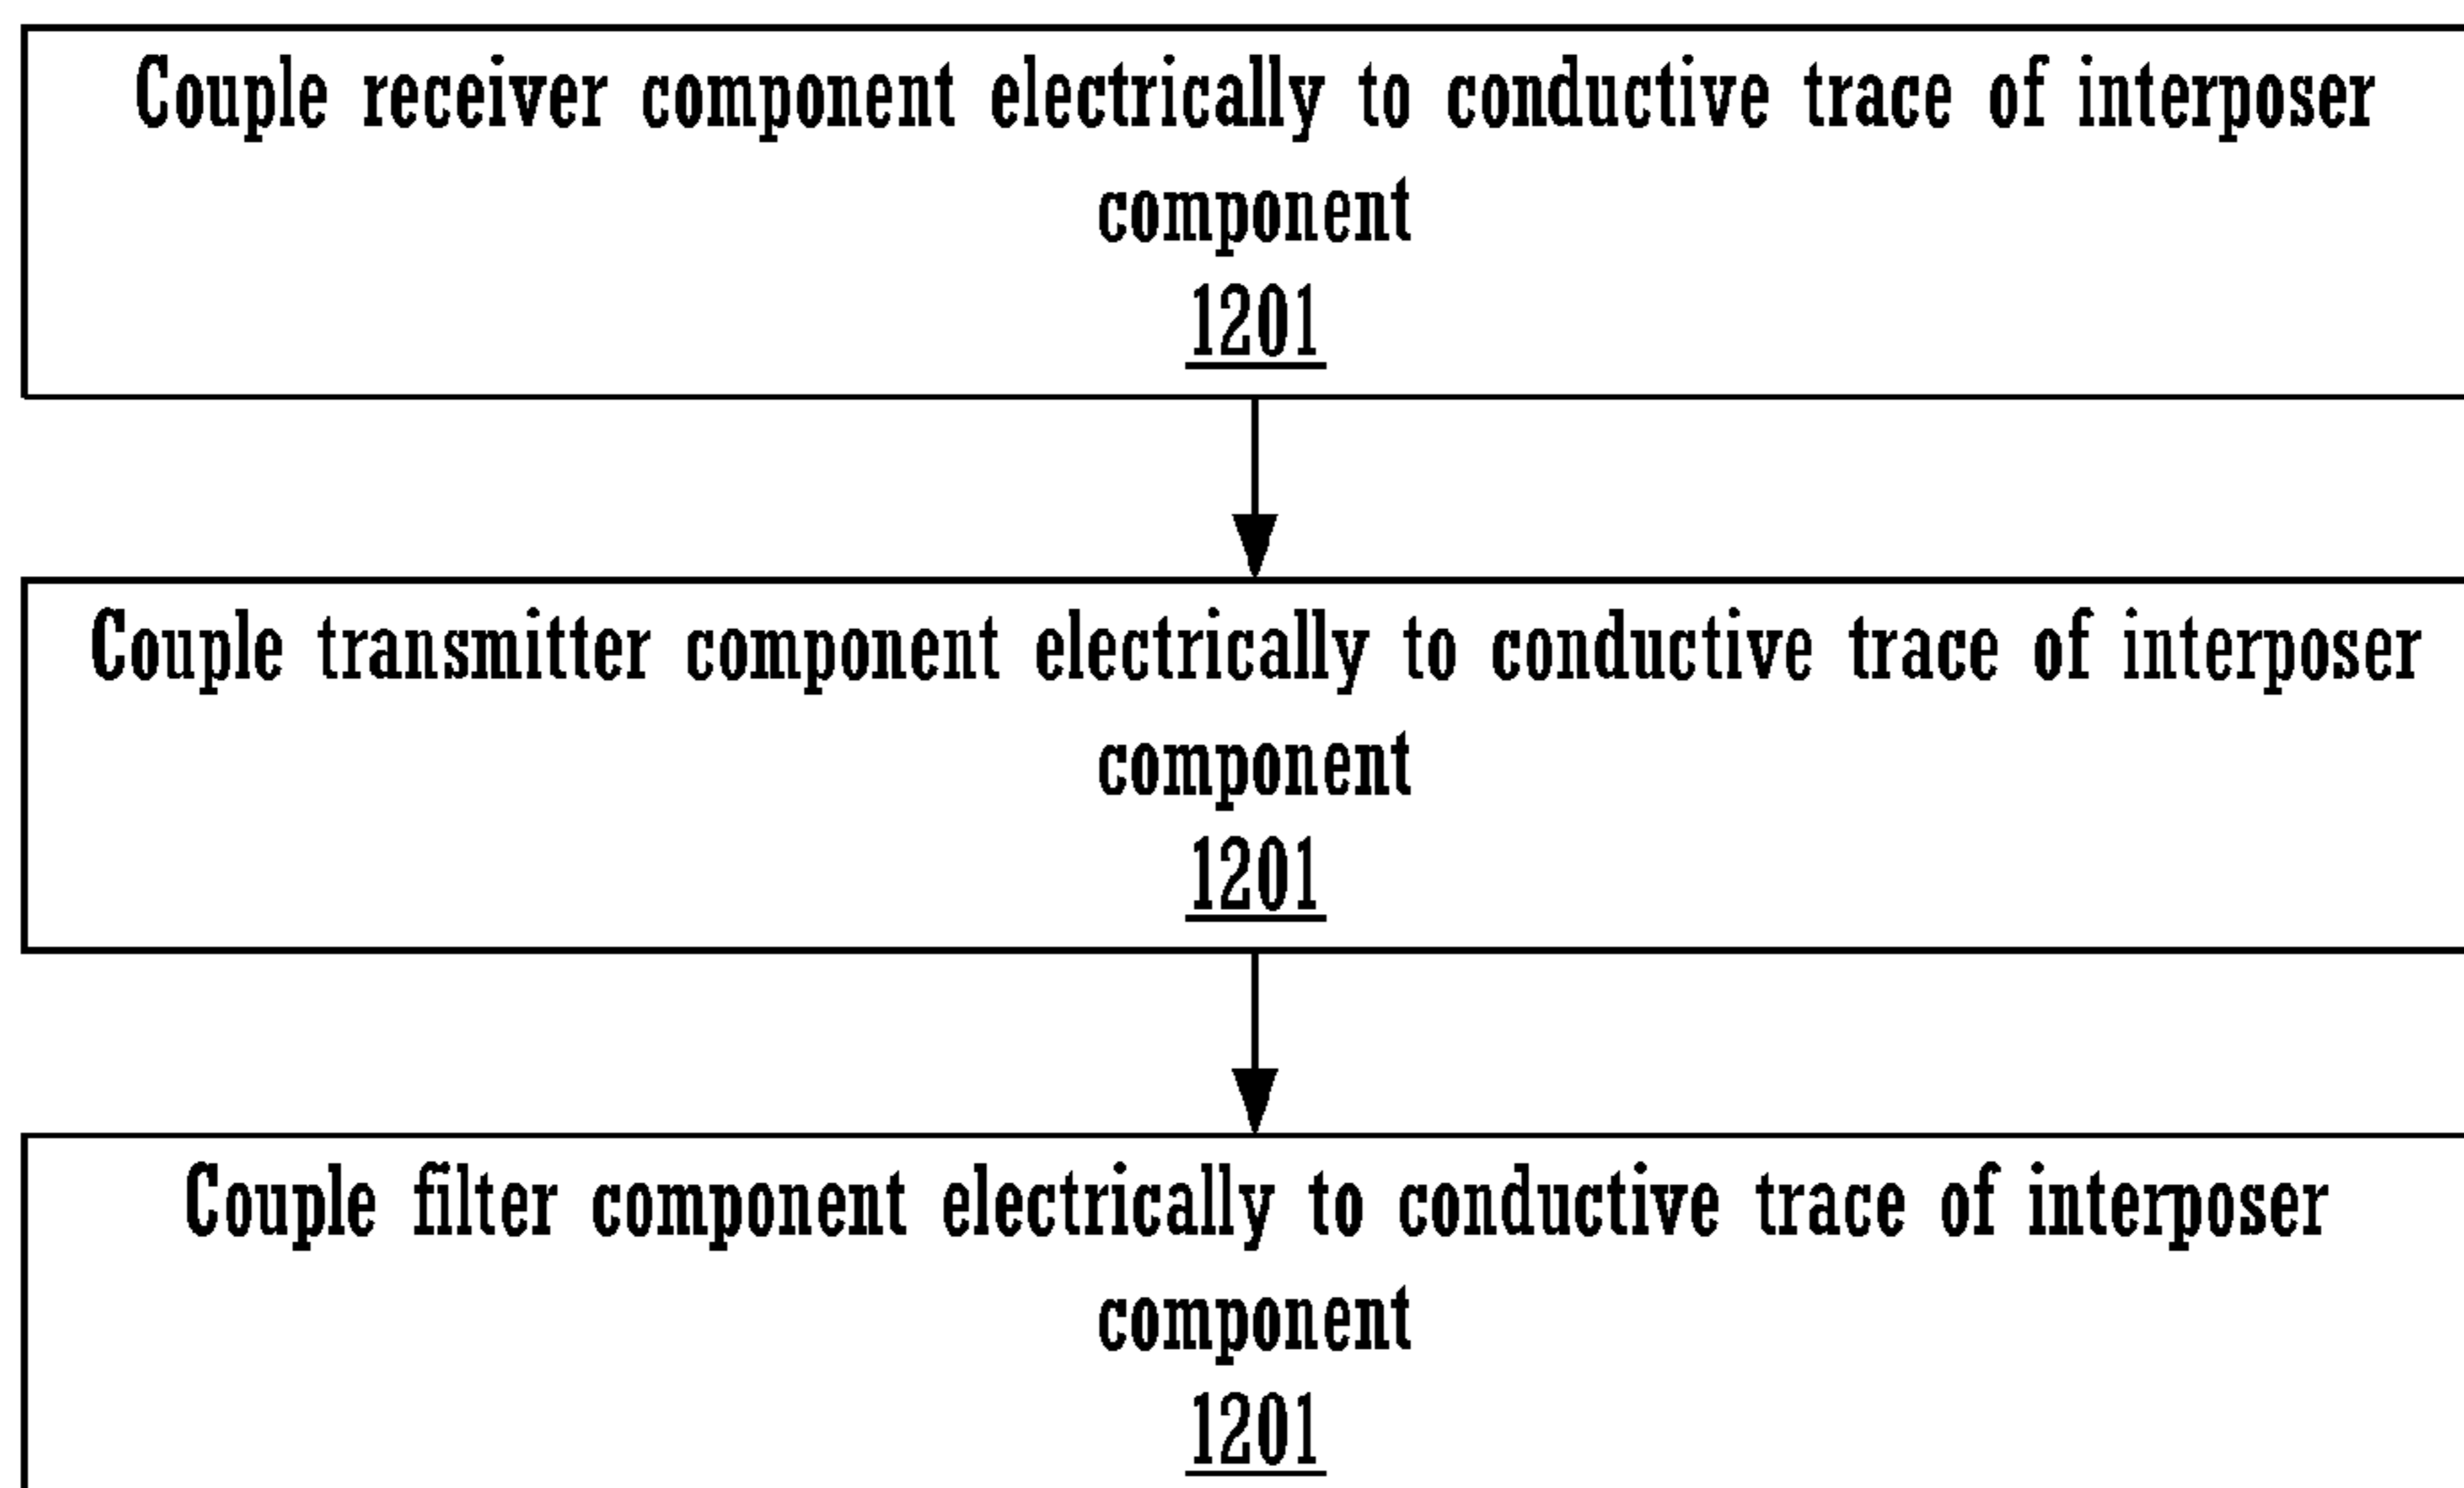 Couple receiver component electrically to conductive trace of interposer
component
1201
Couple transmitter component electrically to conductive trace of interposer
component
1201
Couple filter component electrically to conductive trace of interposer
component
1201